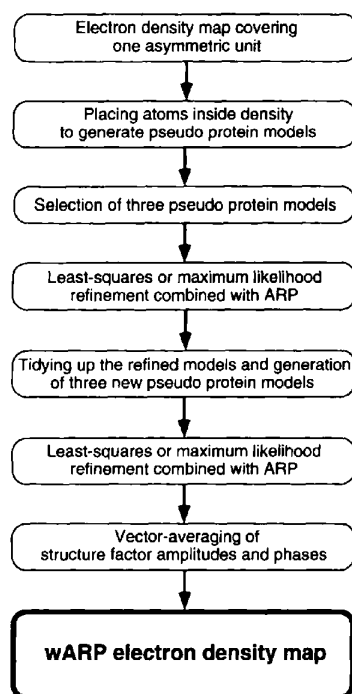 Electron density map covering
one asymmetric unit
Placing atoms inside density
to generate pseudo protein models
Selection of three pseudo protein models
Least-squares or maximum likelihood
refinement combined with ARP
Tidying up the refined models and generation
of three new pseudo protein models
Least-squares or maximum likelihood
refinement combined with ARP
Vector-averaging of
structure factor amplitudes and phases
wARP electron density map